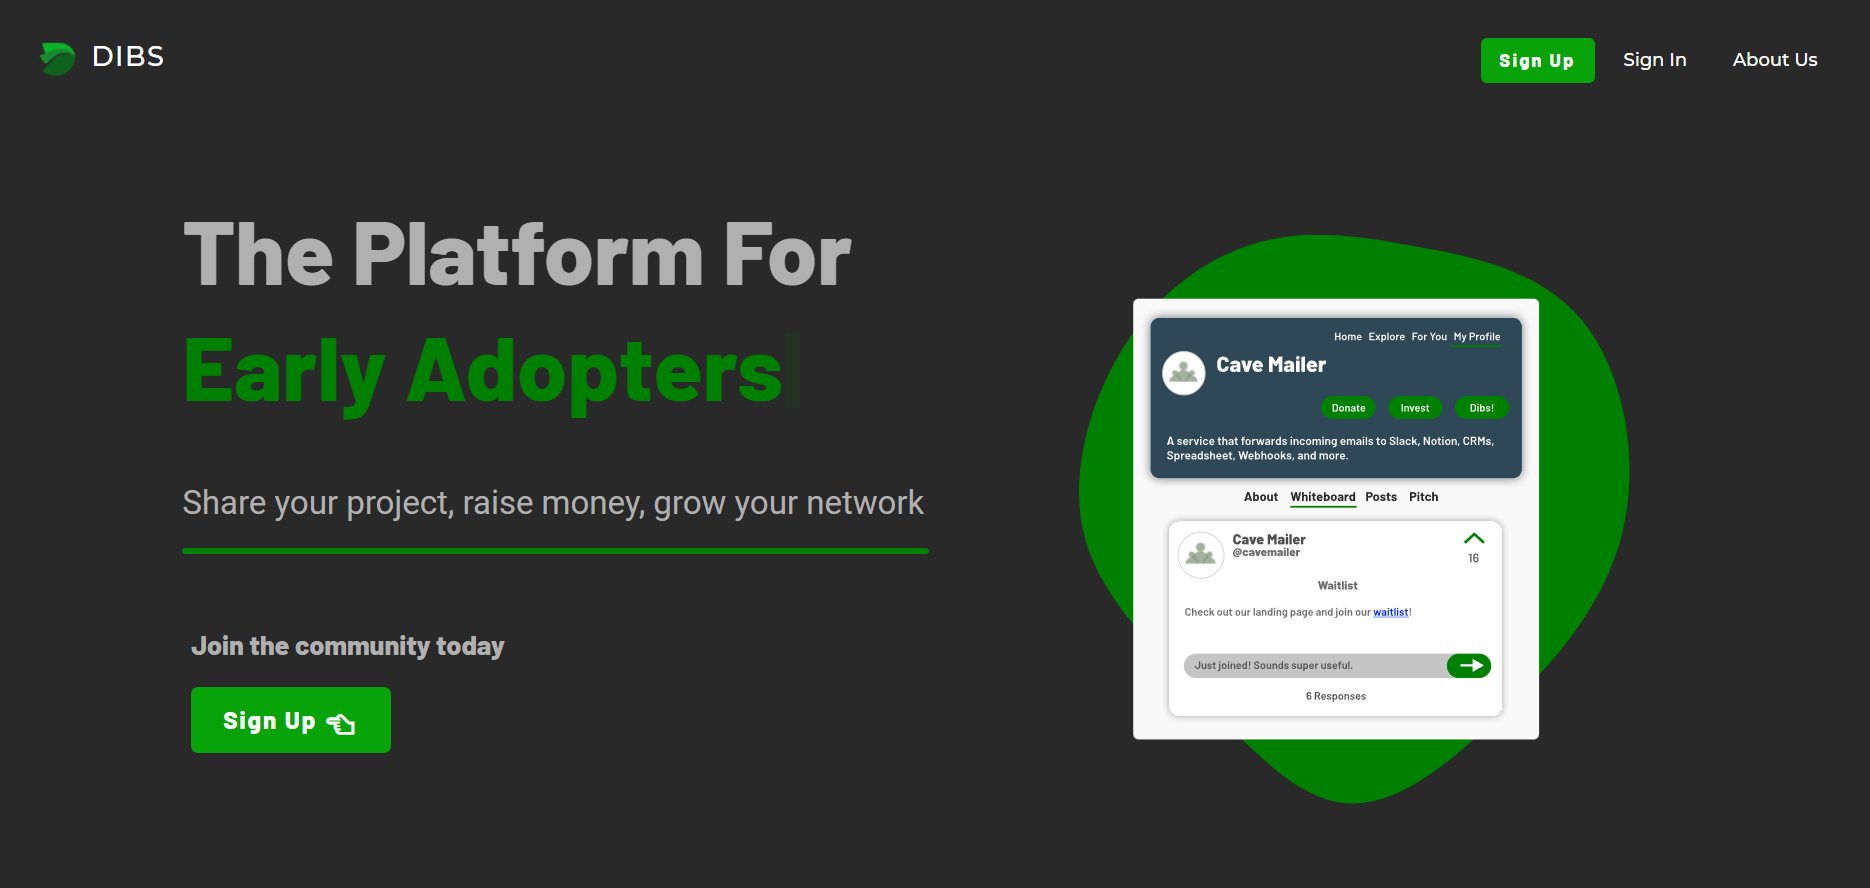 DIBS
Sign Up
Sign In
About Us
The Platform For
Early Adopters
Share your project, raise money, grow your network
Join the community today
Sign Up
Home Explore For You My Profile
Cave Mailer
Donate Invest Dibs!
A service that forwards incoming emails to Slack, Notion, CRMs,
Spreadsheet, Webhooks, and more.
About Whiteboard Posts Pitch
Cave Mailer
@cavemailer
16
Waitlist
Check out our landing page and join our waitlist!
Just joined! Sounds super useful.
6 Responses